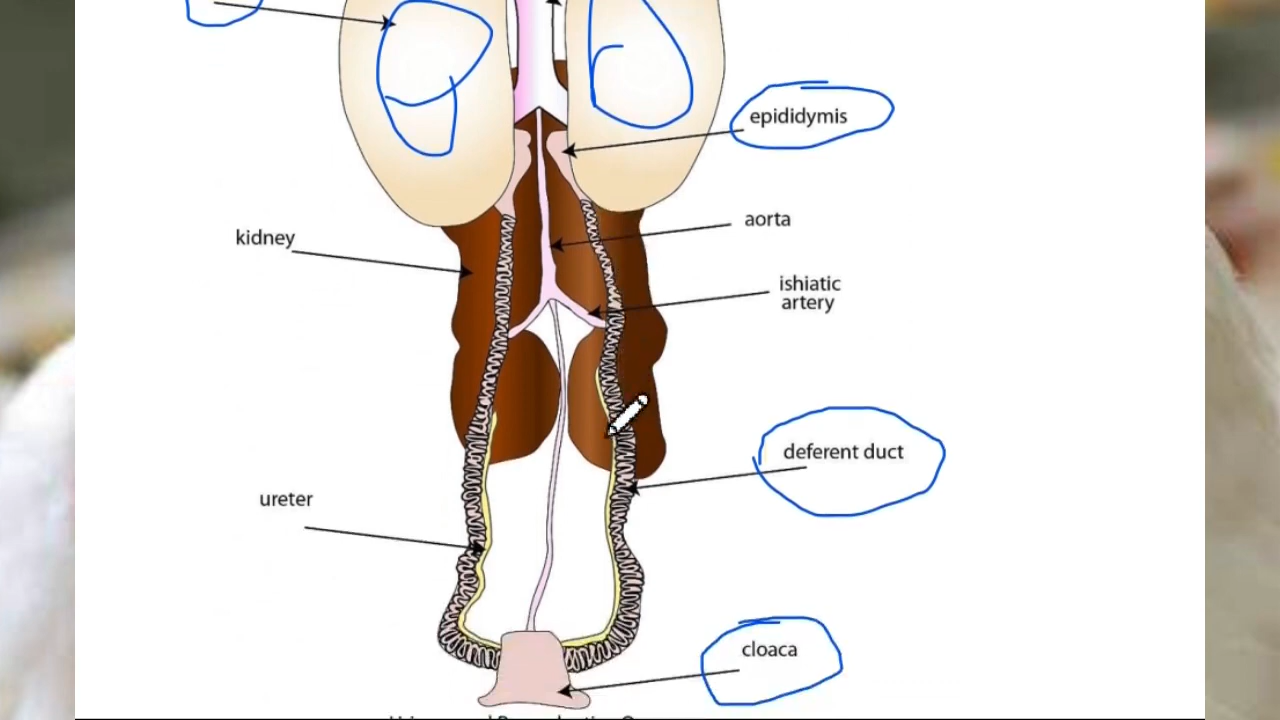 epididymis
aorta
kidney
ishiatic
artery
deferent duct
ureter
cloaca